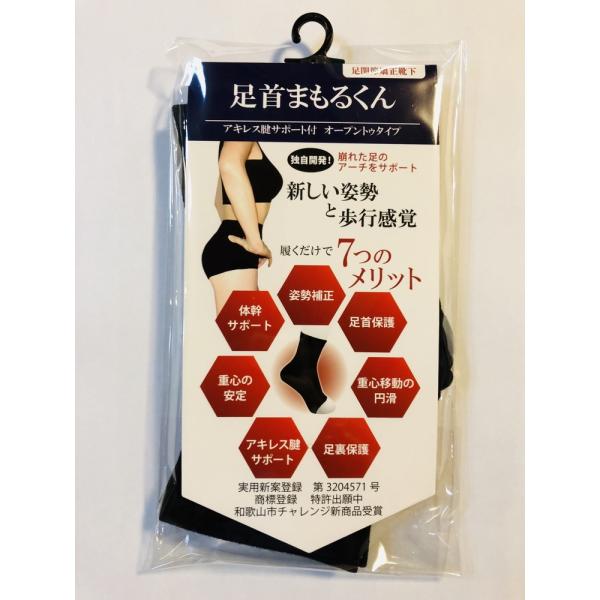 足関節矯正靴下
足首まもるくん
アキレス腱サポート付 オープントゥタイプ
独自開発！
崩れた足の
アーチをサポート
新しい姿勢
と歩行感覚
履くだけで
7つの
メリット
姿勢補正
体幹
サポート
足首保護
重心の
安定
重心移動の
円滑
アキレス腱
サポート
足裏保護
実用新案登録 第 3204571 号
商標登録 特許出願中
和歌山市チャレンジ新商品受賞